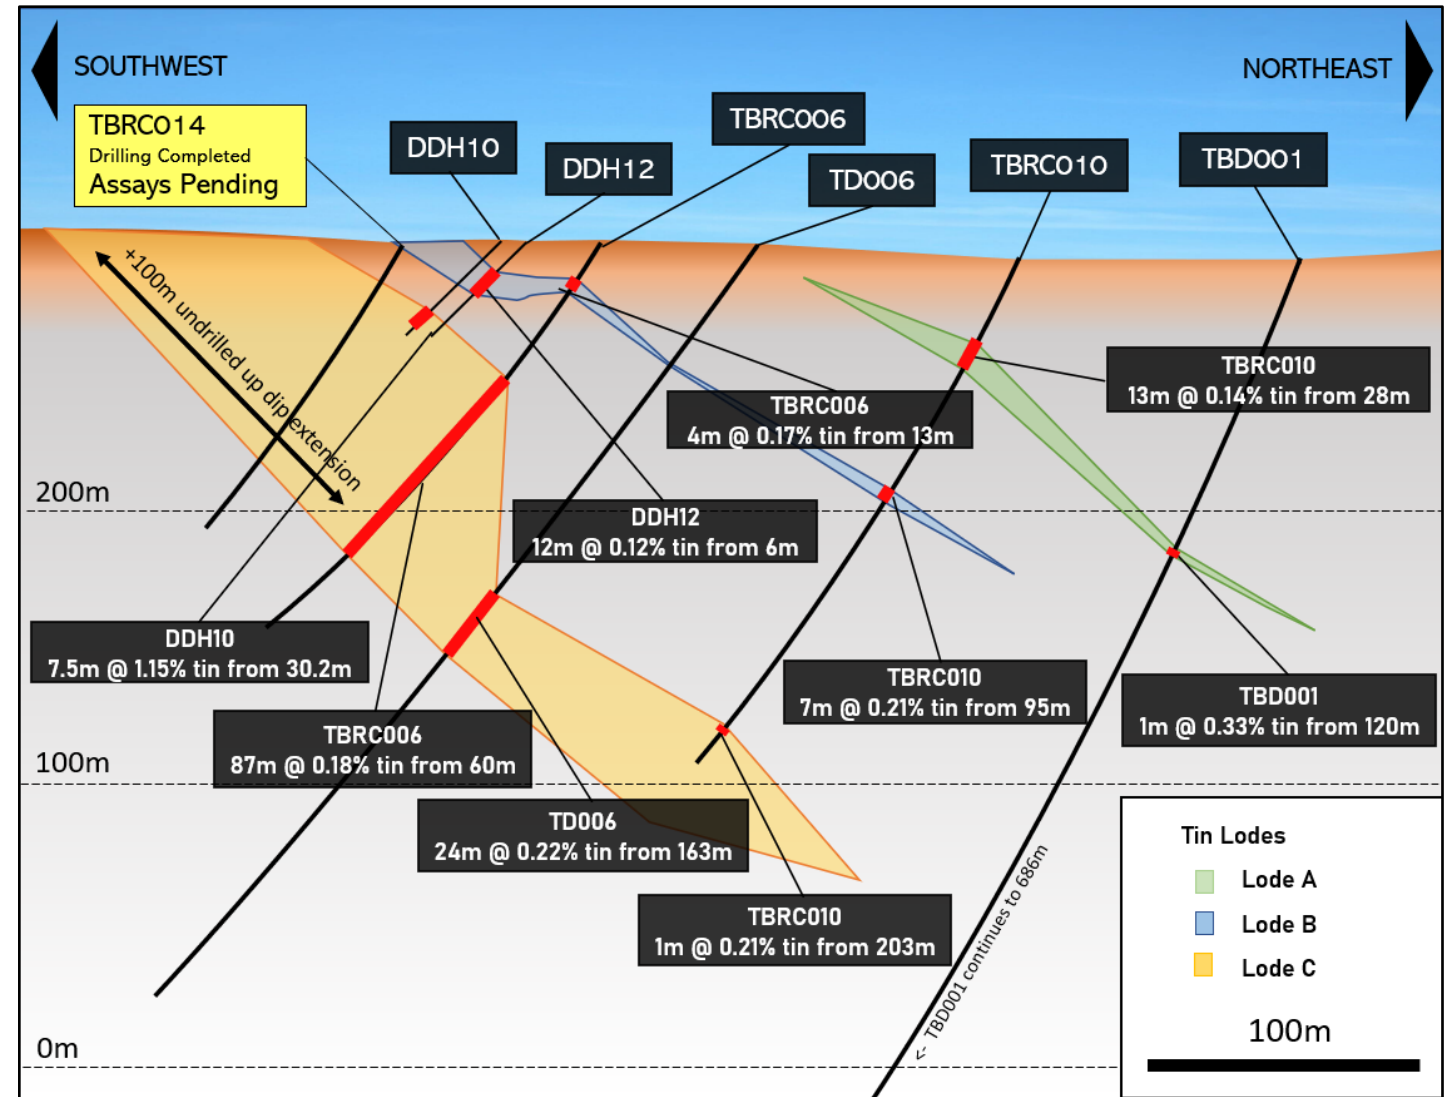 SOUTHWEST
NORTHEAST
TBRC014
Drilling Completed
Assays Pending
DDH10
DDH12
TBRC006
TD006
TBRC010
TBD001
+100m undrilled up dip extension
TBRC010
13m @ 0.14% tin from 28m
TBRC006
4m @ 0.17% tin from 13m
200m
DDH12
12m @ 0.12% tin from 6m
DDH10
7.5m @ 1.15% tin from 30.2m
TBRC010
7m @ 0.21% tin from 95m
TBD001
1m @ 0.33% tin from 120m
TBRC006
87m @ 0.18% tin from 60m
100m
TD006
24m @ 0.22% tin from 163m
TBRC010
1m @ 0.21% tin from 203m
<- TBD001 continues to 686m
0m
Tin Lodes
Lode A
Lode B
Lode C
100m